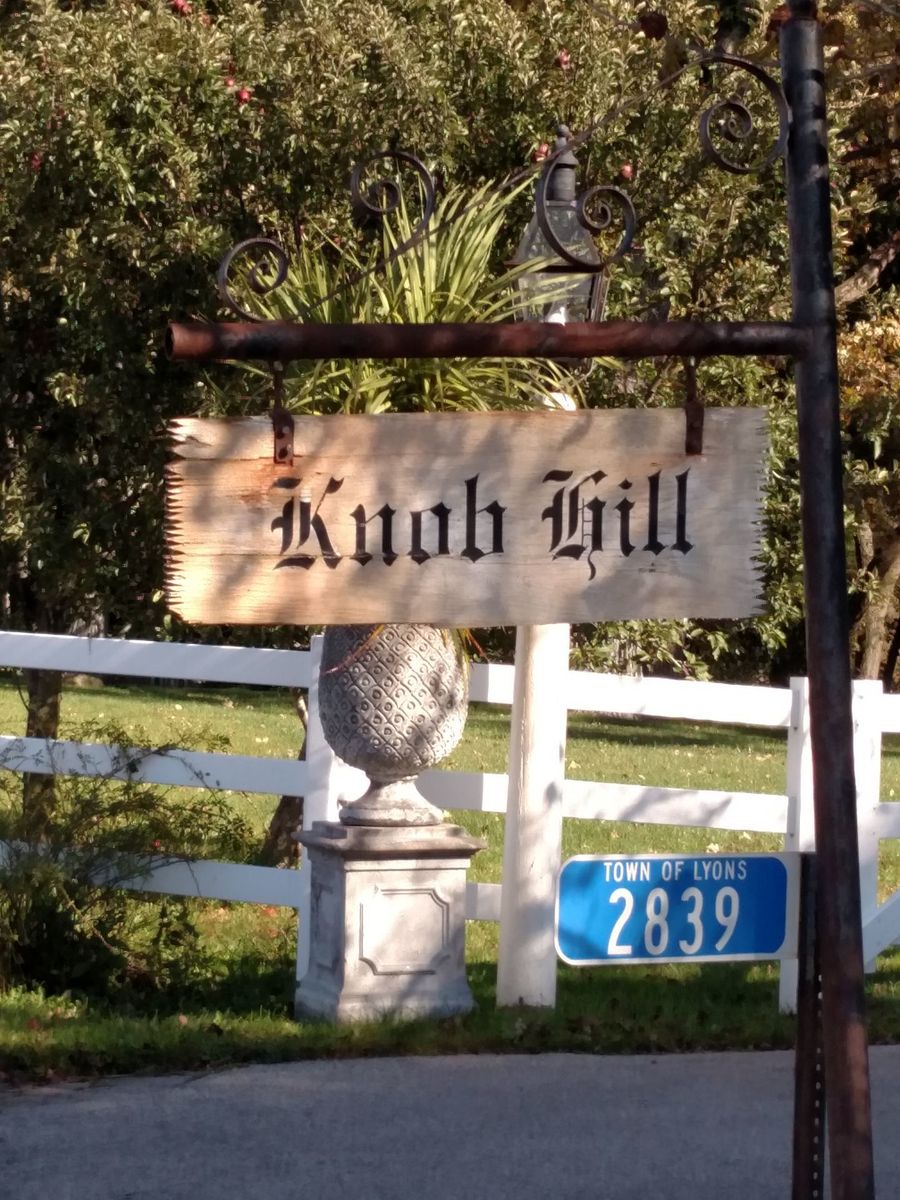 Knob Hill
TOWN OF LYONS
2839